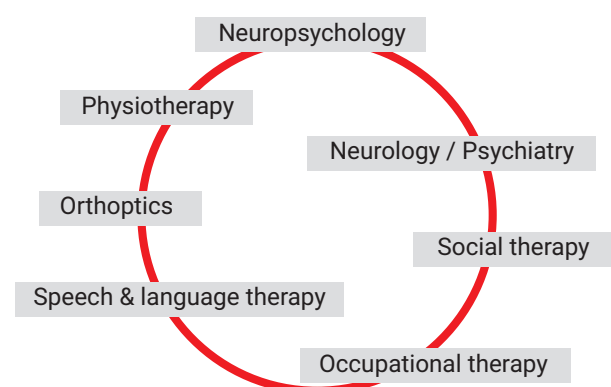 Neuropsychology
Physiotherapy
Neurology / Psychiatry
Orthoptics
Social therapy
Speech & language therapy
Occupational therapy